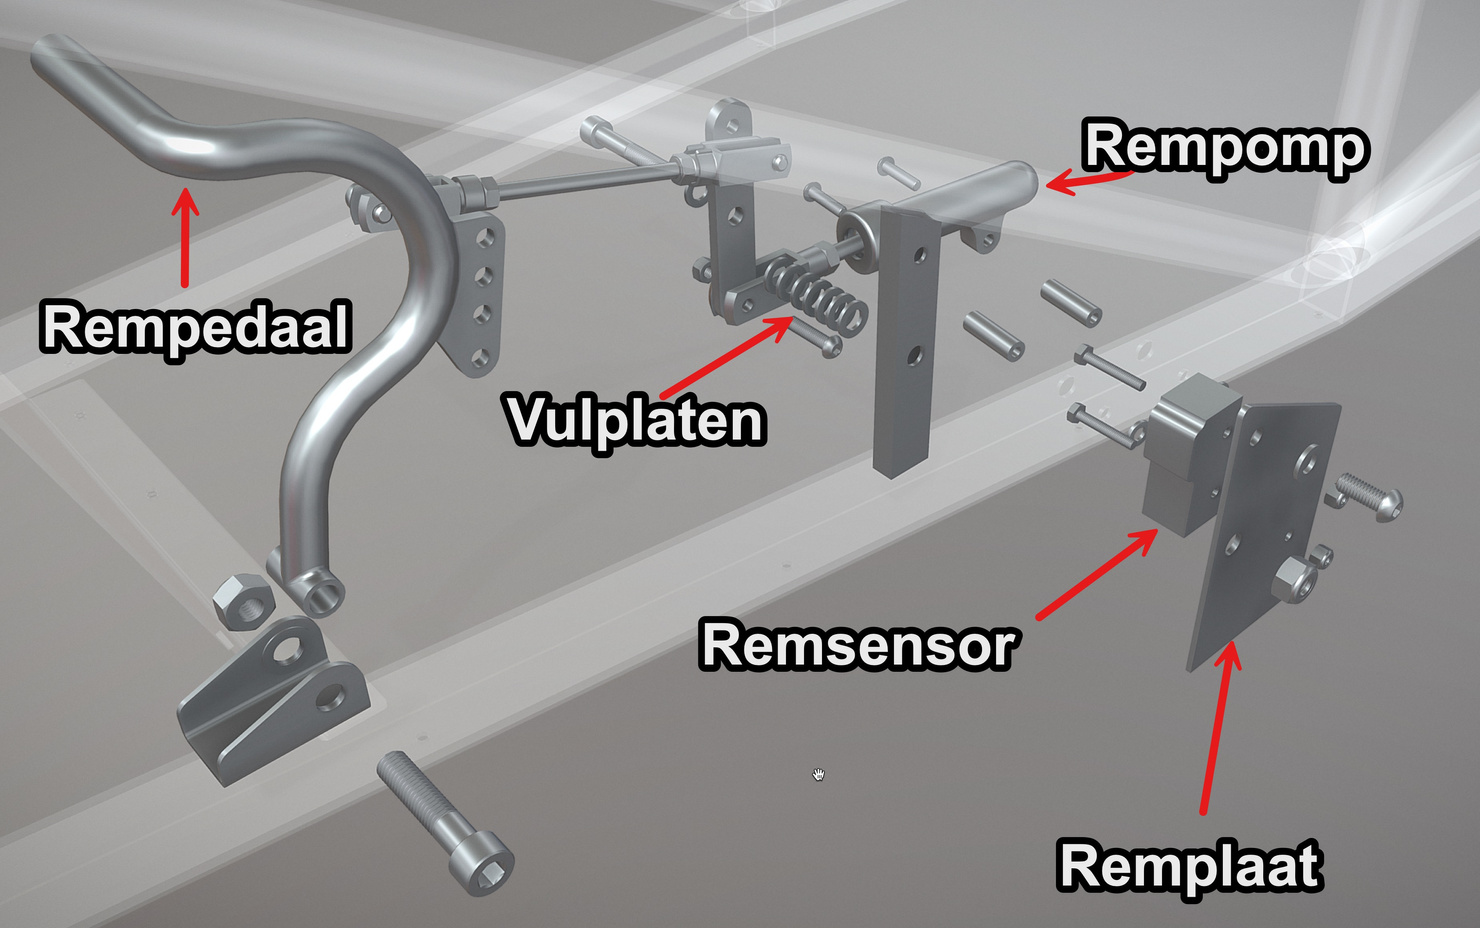 Rempomp
Rempedaal
Vulplaten
Remsensor
Remplaat